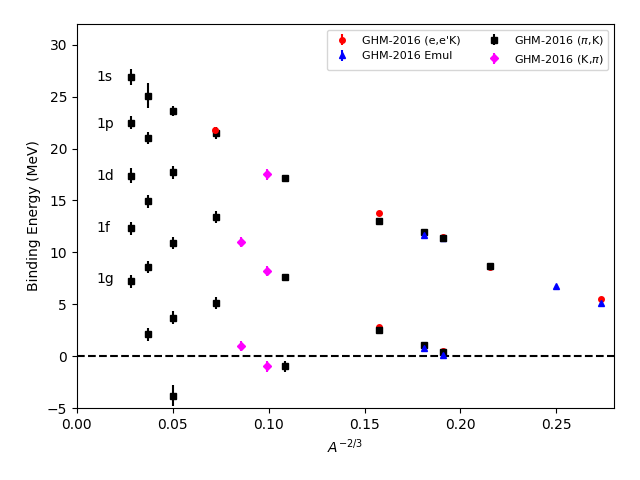 GHM-2016 (e,e'K)
GHM-2016 Emul
GHM-2016 (π,K)
GHM-2016 (K,π)
30
25
20
15
10
5
0
−5
Binding Energy (MeV)
1s
1p
1d
1f
1g
0.00 0.05 0.10 0.15 0.20 0.25
A^{−2/3}